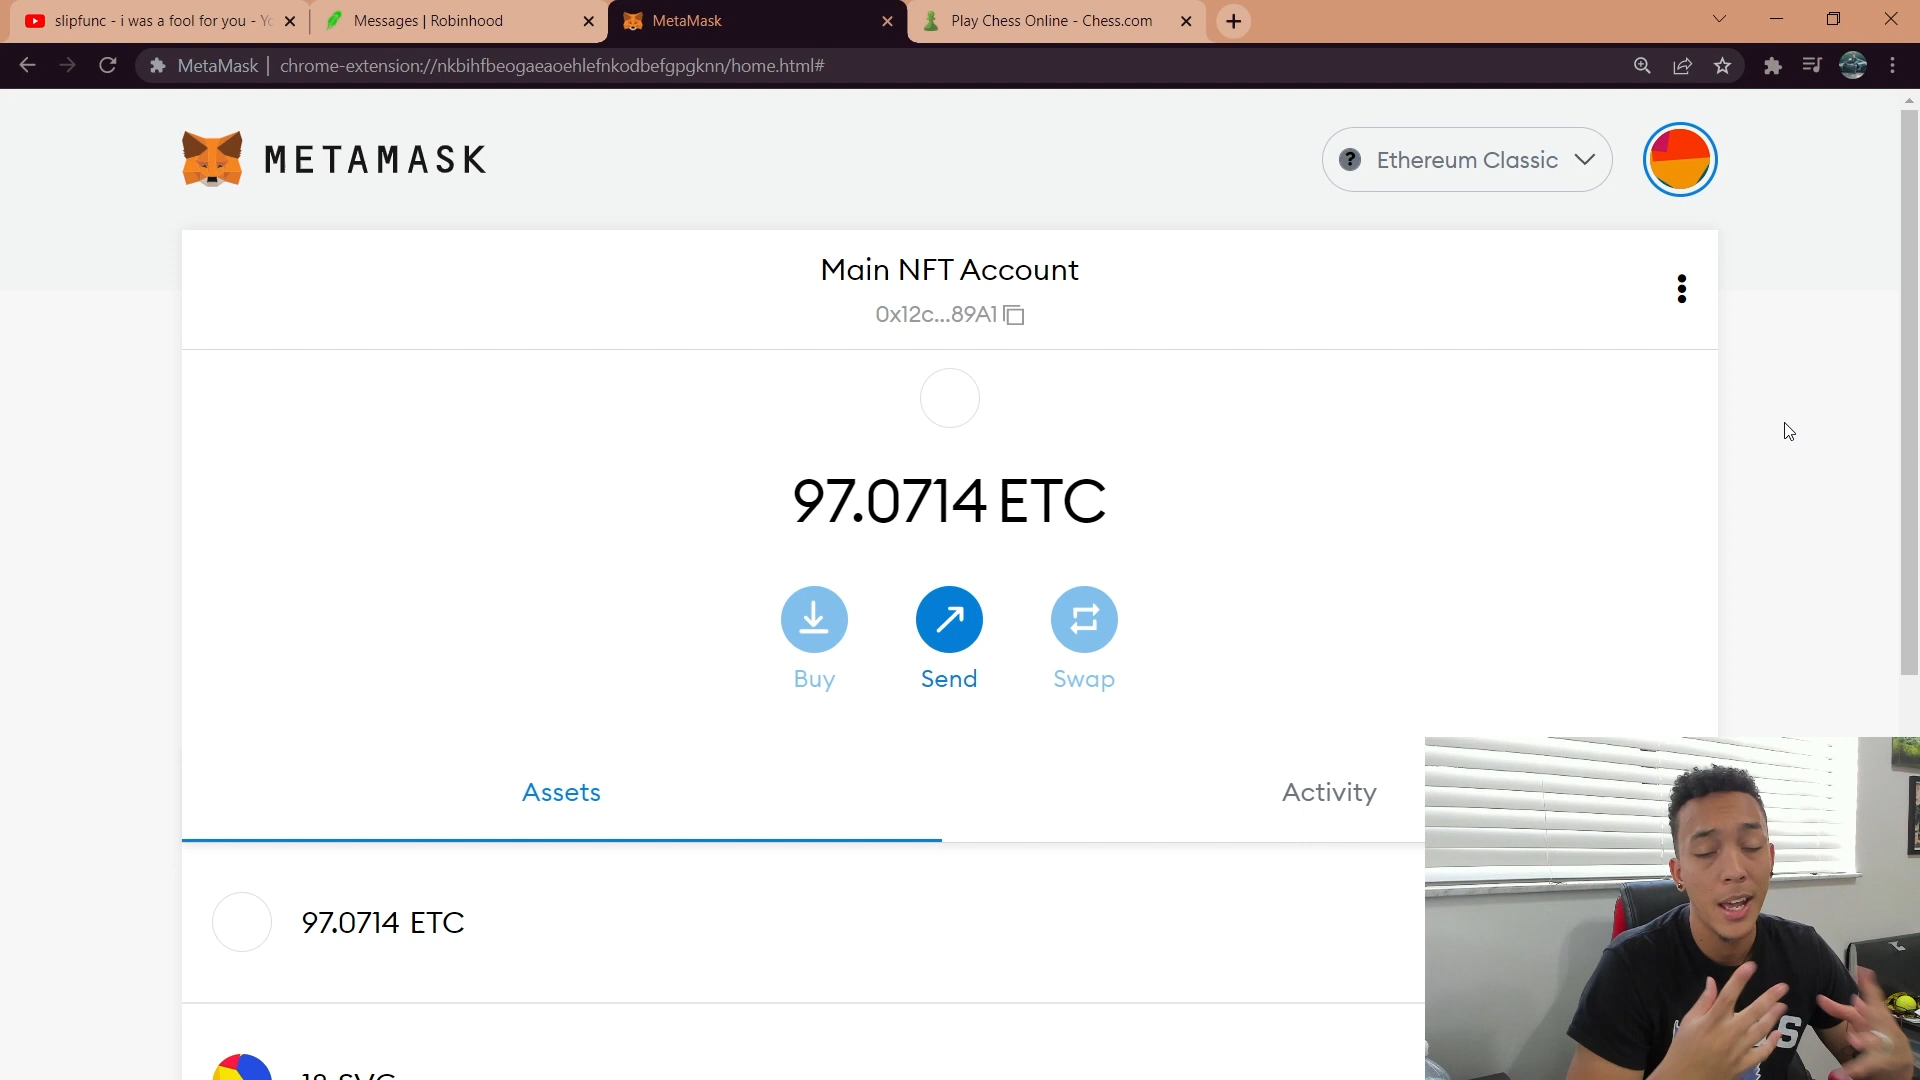 slipfunc - i was a fool for you - Yo
Messages | Robinhood
MetaMask
Play Chess Online - Chess.com
MetaMask | chrome-extension://nkbihfbeogaeaoehlefnkodbefgpgknn/home.html#
METAMASK
? Ethereum Classic
Main NFT Account
0x12c...89A1
97.0714 ETC
Buy
Send
Swap
Assets
Activity
97.0714 ETC